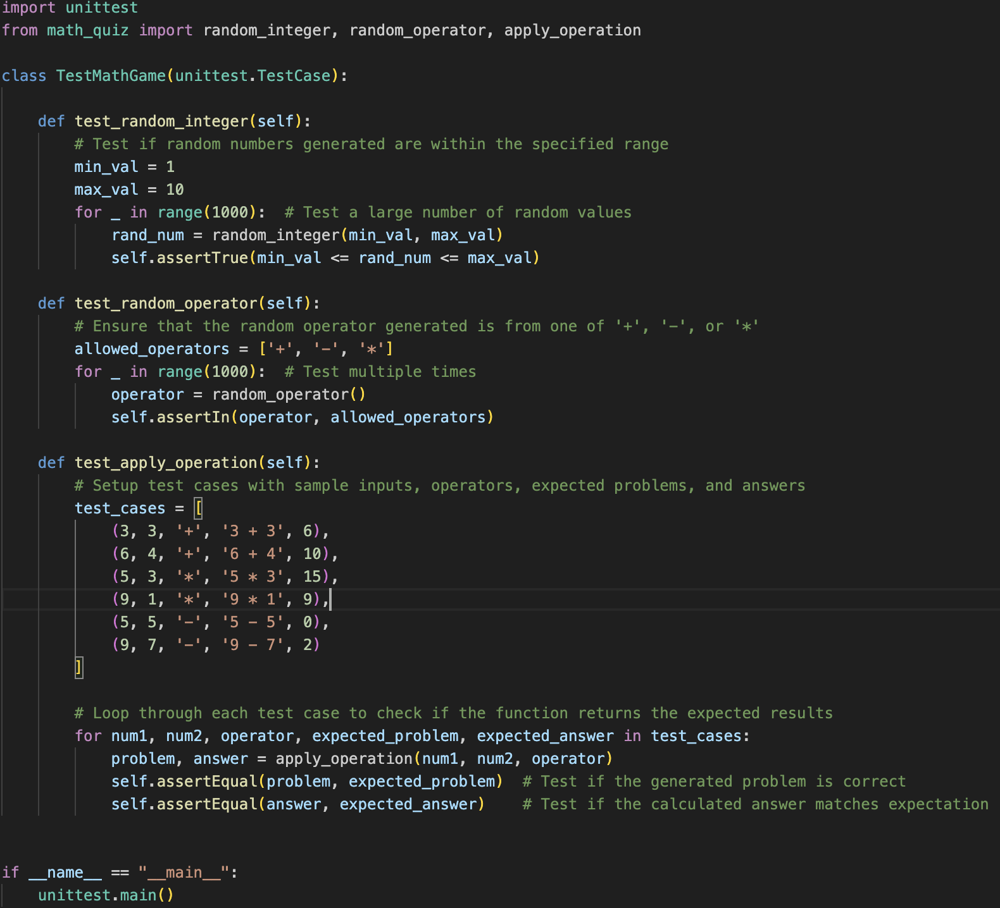 import unittest
from math_quiz import random_integer, random_operator, apply_operation
class TestMathGame(unittest.TestCase):
def test_random_integer(self):
# Test if random numbers generated are within the specified range
min_val = 1
max_val = 10
for _ in range(1000):  # Test a large number of random values
rand_num = random_integer(min_val, max_val)
self.assertTrue(min_val <= rand_num <= max_val)
def test_random_operator(self):
# Ensure that the random operator generated is from one of '+', '-', or '*'
allowed_operators = ['+', '-', '*']
for _ in range(1000):  # Test multiple times
operator = random_operator()
self.assertIn(operator, allowed_operators)
def test_apply_operation(self):
# Setup test cases with sample inputs, operators, expected problems, and answers
test_cases = [
(3, 3, '+', '3 + 3', 6),
(6, 4, '+', '6 + 4', 10),
(5, 3, '*', '5 * 3', 15),
(9, 1, '*', '9 * 1', 9),
(5, 5, '-', '5 - 5', 0),
(9, 7, '-', '9 - 7', 2)
]
# Loop through each test case to check if the function returns the expected results
for num1, num2, operator, expected_problem, expected_answer in test_cases:
problem, answer = apply_operation(num1, num2, operator)
self.assertEqual(problem, expected_problem)  # Test if the generated problem is correct
self.assertEqual(answer, expected_answer)    # Test if the calculated answer matches expectation
if __name__ == "__main__":
unittest.main()